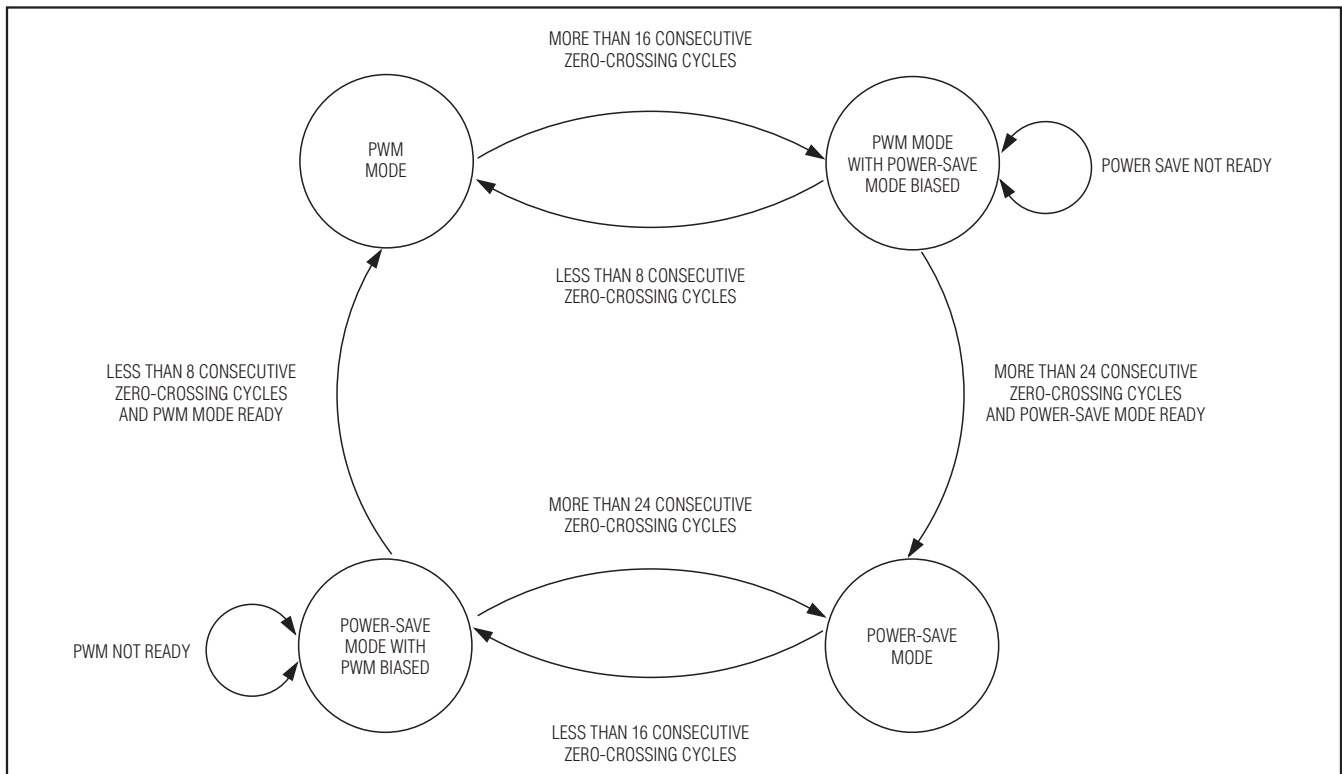 MORE THAN 16 CONSECUTIVE
ZERO-CROSSING CYCLES
PWM
MODE
PWM MODE
WITH POWER-SAVE
MODE BIASED
POWER SAVE NOT READY
LESS THAN 8 CONSECUTIVE
ZERO-CROSSING CYCLES
LESS THAN 8 CONSECUTIVE
ZERO-CROSSING CYCLES
AND PWM MODE READY
MORE THAN 24 CONSECUTIVE
ZERO-CROSSING CYCLES
AND POWER-SAVE MODE READY
MORE THAN 24 CONSECUTIVE
ZERO-CROSSING CYCLES
PWM NOT READY
POWER-SAVE
MODE WITH
PWM BIASED
POWER-SAVE
MODE
LESS THAN 16 CONSECUTIVE
ZERO-CROSSING CYCLES